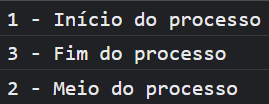 1 - Início do processo
3 - Fim do processo
2 - Meio do processo